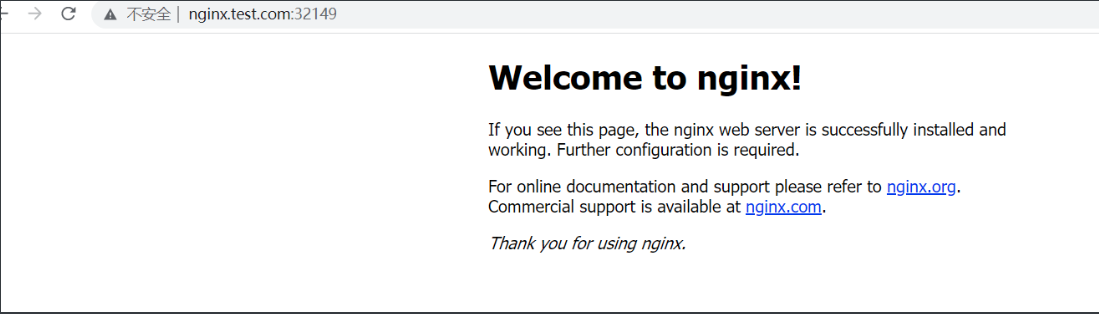 不安全 | nginx.test.com:32149
Welcome to nginx!
If you see this page, the nginx web server is successfully installed and
working. Further configuration is required.
For online documentation and support please refer to nginx.org.
Commercial support is available at nginx.com.
Thank you for using nginx.